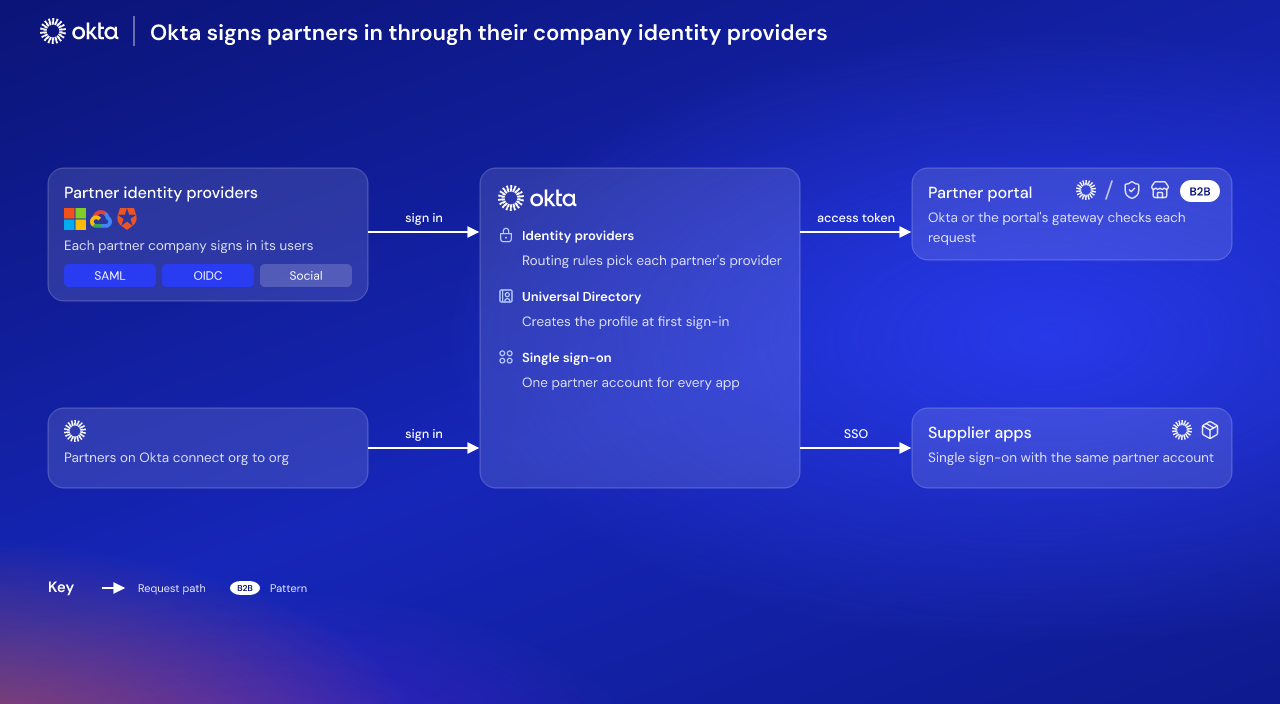 okta
Okta signs partners in through their company identity providers
Partner identity providers
Each partner company signs in its users
SAML
OIDC
Social
sign in
okta
Identity providers
Routing rules pick each partner's provider
Universal Directory
Creates the profile at first sign-in
Single sign-on
One partner account for every app
access token
Partner portal
B2B
Okta or the portal's gateway checks each
request
Partners on Okta connect org to org
sign in
SSO
Supplier apps
Single sign-on with the same partner account
Key
Request path
B2B
Pattern